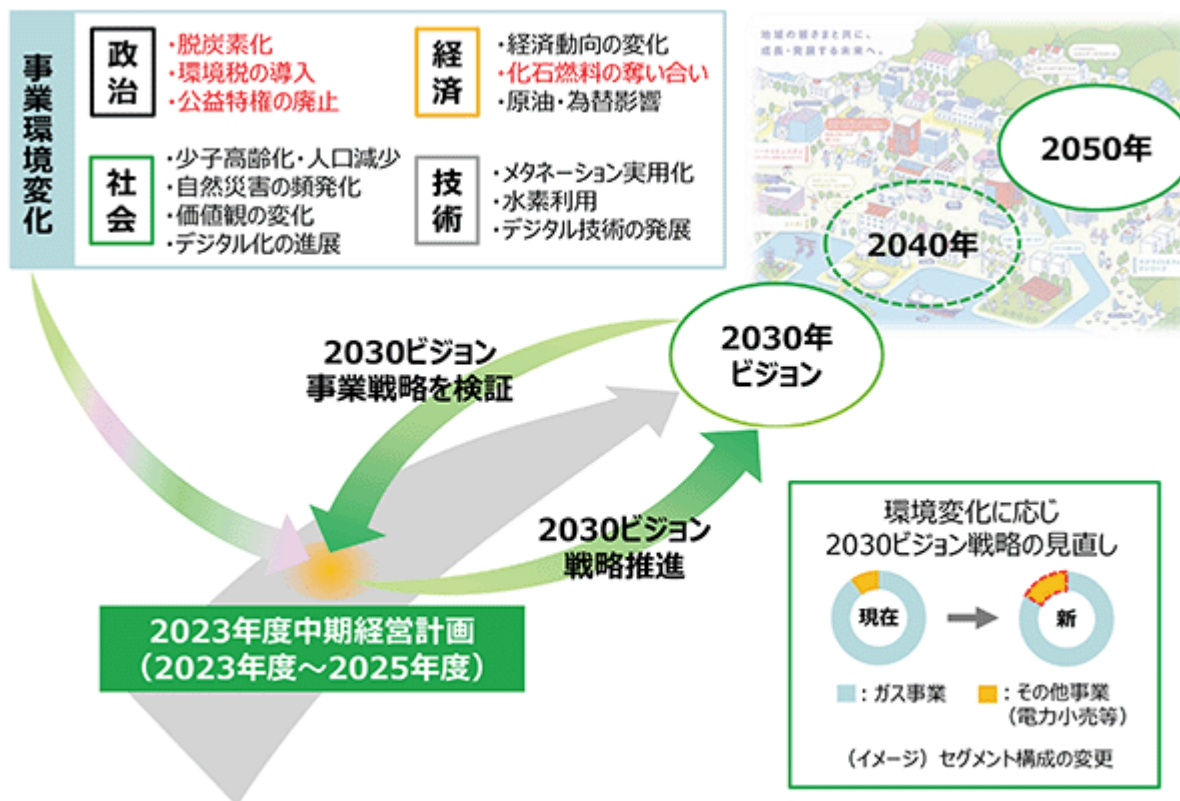 事業環境変化
政治
・脱炭素化
・環境税の導入
・公益特権の廃止
経済
・経済動向の変化
・化石燃料の奪い合い
・原油・為替影響
社会
・少子高齢化・人口減少
・自然災害の頻発化
・価値観の変化
・デジタル化の進展
技術
・メタネーション実用化
・水素利用
・デジタル技術の発展
地域の皆さまと共に、
成長・発展する未来へ。
2050年
2040年
2030年
ビジョン
2030ビジョン
事業戦略を検証
2030ビジョン
戦略推進
2023年度中期経営計画
（2023年度～2025年度）
環境変化に応じ
2030ビジョン戦略の見直し
現在
新
：ガス事業
：その他事業
（電力小売等）
（イメージ）セグメント構成の変更